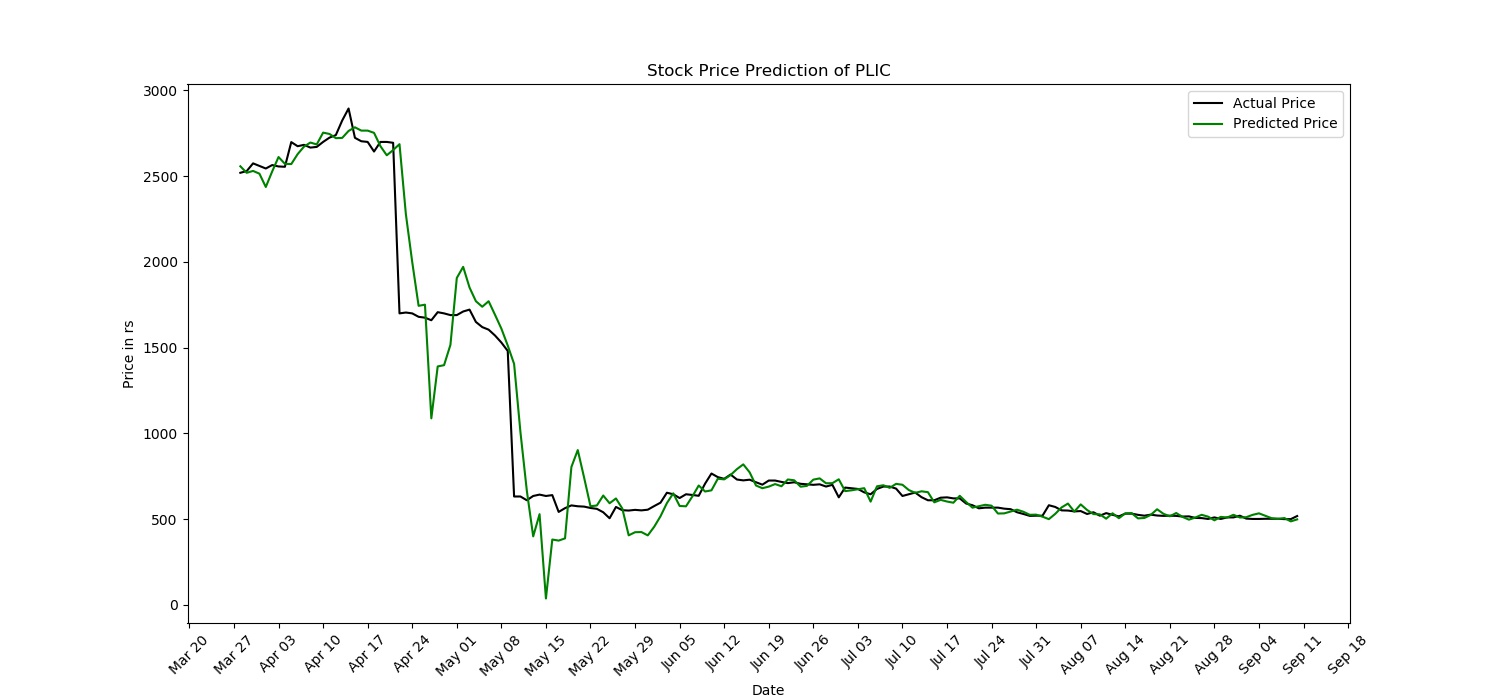 Stock Price Prediction of PLIC
Actual Price
Predicted Price
Price in rs
3000
2500
2000
1500
1000
500
0
Mar 20
Mar 27
Apr 03
Apr 10
Apr 17
Apr 24
May 01
May 08
May 15
May 22
May 29
Jun 05
Jun 12
Jun 19
Jun 26
Jul 03
Jul 10
Jul 17
Jul 24
Jul 31
Aug 07
Aug 14
Aug 21
Aug 28
Sep 04
Sep 11
Sep 18
Date